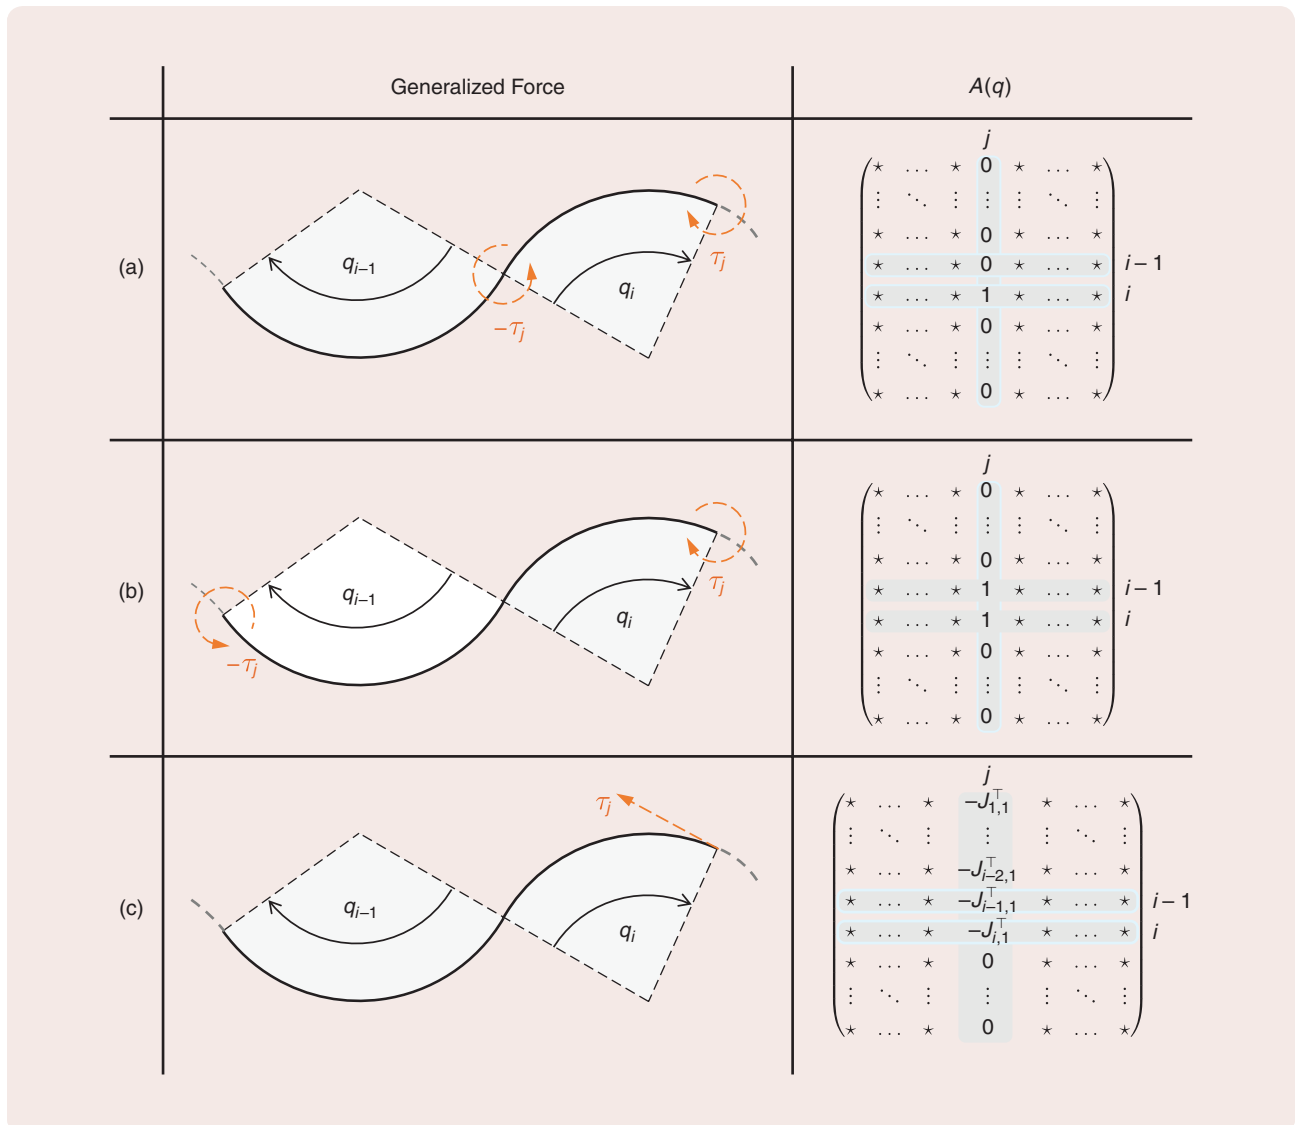 Generalized Force A(q)
(a)
q_{i–1}
–τ_j
q_i
τ_j
j
⋆ … ⋆ 0 ⋆ … ⋆
⋮ ⋱ ⋮ ⋮ ⋮ ⋱ ⋮
⋆ … ⋆ 0 ⋆ … ⋆
⋆ … ⋆ 0 ⋆ … ⋆ i – 1
⋆ … ⋆ 1 ⋆ … ⋆ i
⋆ … ⋆ 0 ⋆ … ⋆
⋮ ⋱ ⋮ ⋮ ⋮ ⋱ ⋮
⋆ … ⋆ 0 ⋆ … ⋆
(b)
–τ_j
q_{i–1}
q_i
τ_j
j
⋆ … ⋆ 0 ⋆ … ⋆
⋮ ⋱ ⋮ ⋮ ⋮ ⋱ ⋮
⋆ … ⋆ 0 ⋆ … ⋆
⋆ … ⋆ 1 ⋆ … ⋆ i – 1
⋆ … ⋆ 1 ⋆ … ⋆ i
⋆ … ⋆ 0 ⋆ … ⋆
⋮ ⋱ ⋮ ⋮ ⋮ ⋱ ⋮
⋆ … ⋆ 0 ⋆ … ⋆
(c)
q_{i–1}
τ_j
q_i
j
⋆ … ⋆ –J_{1,1}^⊤ ⋆ … ⋆
⋮ ⋱ ⋮ ⋮ ⋮ ⋱ ⋮
⋆ … ⋆ –J_{i–2,1}^⊤ ⋆ … ⋆
⋆ … ⋆ –J_{i–1,1}^⊤ ⋆ … ⋆ i – 1
⋆ … ⋆ –J_{i,1}^⊤ ⋆ … ⋆ i
⋆ … ⋆ 0 ⋆ … ⋆
⋮ ⋱ ⋮ ⋮ ⋮ ⋱ ⋮
⋆ … ⋆ 0 ⋆ … ⋆